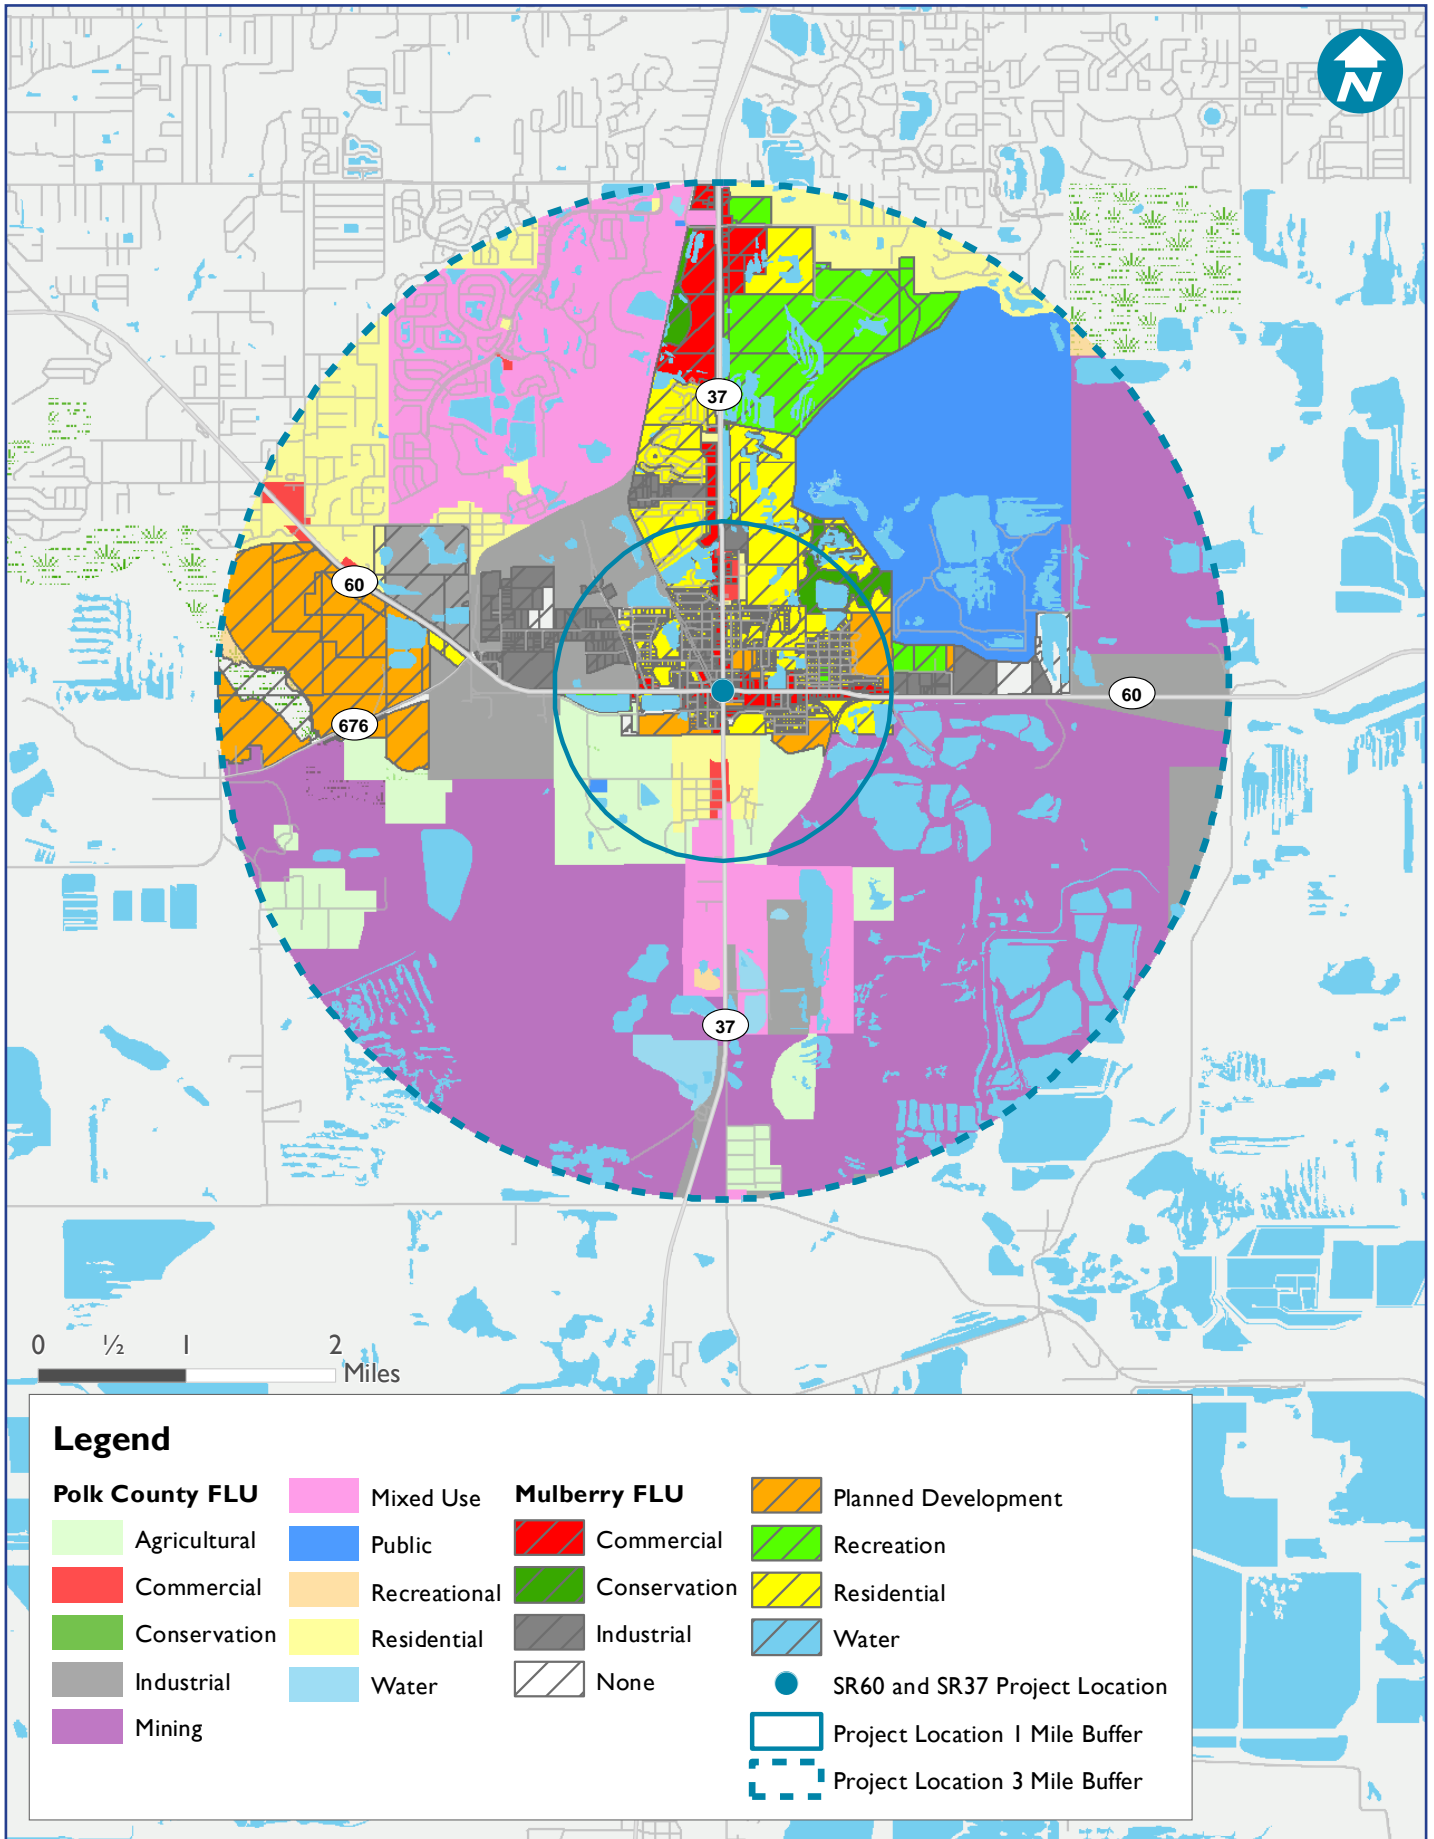 N
37
60
676
60
37
0 ½ 1 2
Miles
Legend
Polk County FLU
Agricultural
Commercial
Conservation
Industrial
Mining
Mixed Use
Public
Recreational
Residential
Water
Mulberry FLU
Commercial
Conservation
Industrial
None
Planned Development
Recreation
Residential
Water
SR60 and SR37 Project Location
Project Location 1 Mile Buffer
Project Location 3 Mile Buffer